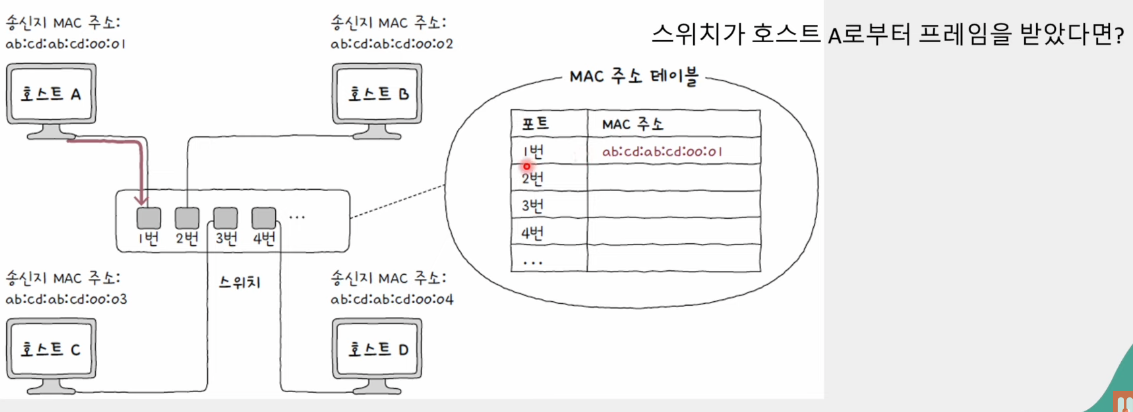 송신지 MAC 주소:
ab:cd:ab:cd:00:01
호스트 A
송신지 MAC 주소:
ab:cd:ab:cd:00:02
호스트 B
스위치가 호스트 A로부터 프레임을 받았다면?
MAC 주소 테이블
포트 MAC 주소
1번 ab:cd:ab:cd:00:01
2번
3번
4번
...
1번 2번 3번 4번 ...
스위치
송신지 MAC 주소:
ab:cd:ab:cd:00:03
호스트 C
송신지 MAC 주소:
ab:cd:ab:cd:00:04
호스트 D